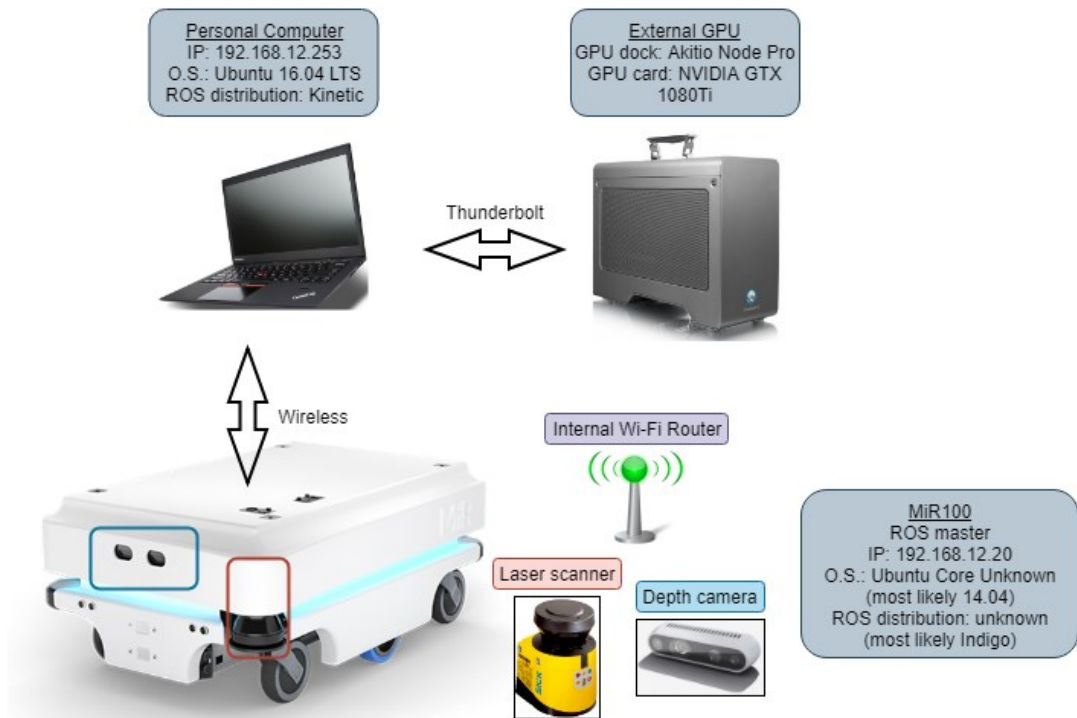 Personal Computer
IP: 192.168.12.253
O.S.: Ubuntu 16.04 LTS
ROS distribution: Kinetic
External GPU
GPU dock: Akitio Node Pro
GPU card: NVIDIA GTX
1080Ti
Thunderbolt
Wireless
Internal Wi-Fi Router
MiR100
ROS master
IP: 192.168.12.20
O.S.: Ubuntu Core Unknown
(most likely 14.04)
ROS distribution: unknown
(most likely Indigo)
Laser scanner
Depth camera
SICK